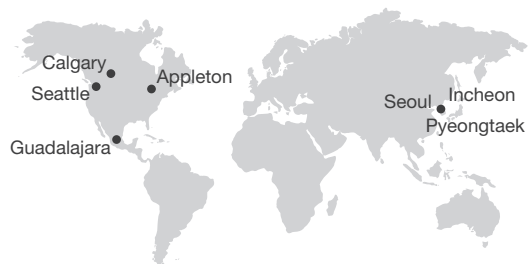 Calgary
Appleton
Seattle
Seoul
Incheon
Pyeongtaek
Guadalajara